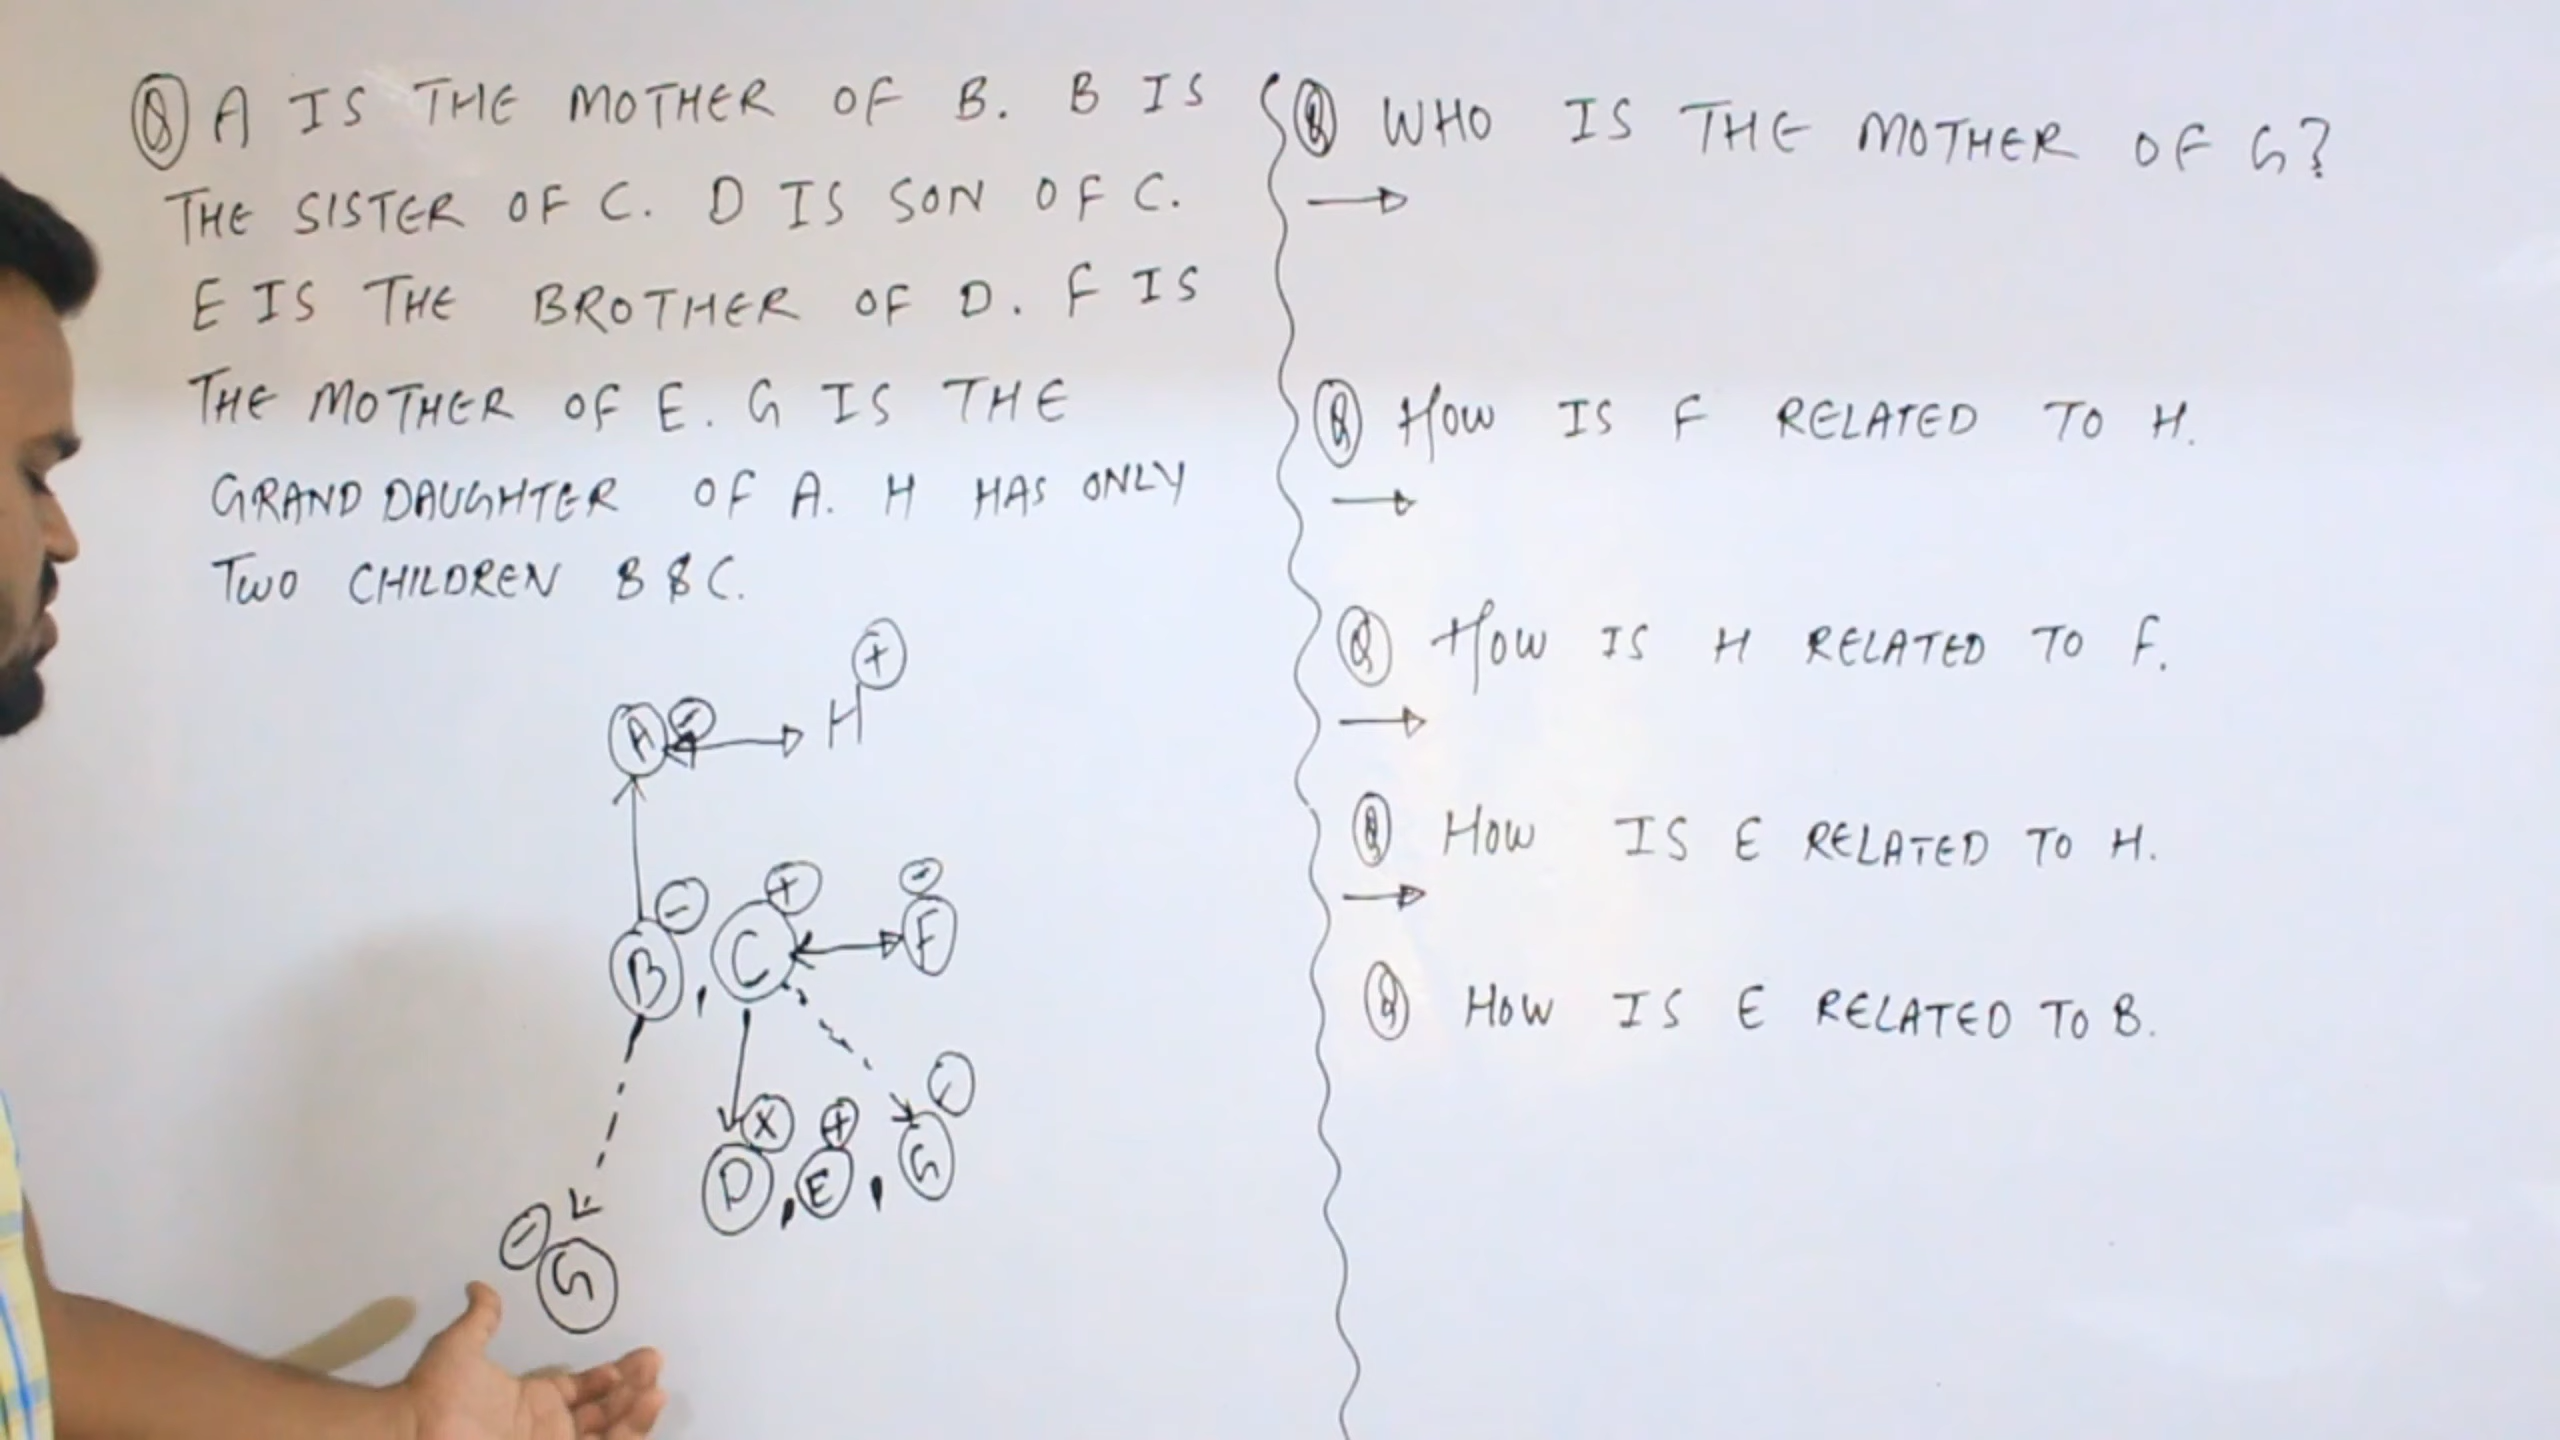 Q A IS THE MOTHER OF B. B IS
THE SISTER OF C. D IS SON OF C.
E IS THE BROTHER OF D. F IS
THE MOTHER OF E. G IS THE
GRAND DAUGHTER OF A. H HAS ONLY
TWO CHILDREN B & C.
+
A - H
- + -
B, C F
x + -
D, E, G
-
G
Q WHO IS THE MOTHER OF G?
Q How IS F RELATED TO H.
Q How IS H RELATED TO F.
Q How IS E RELATED TO H.
Q How IS E RELATED TO B.